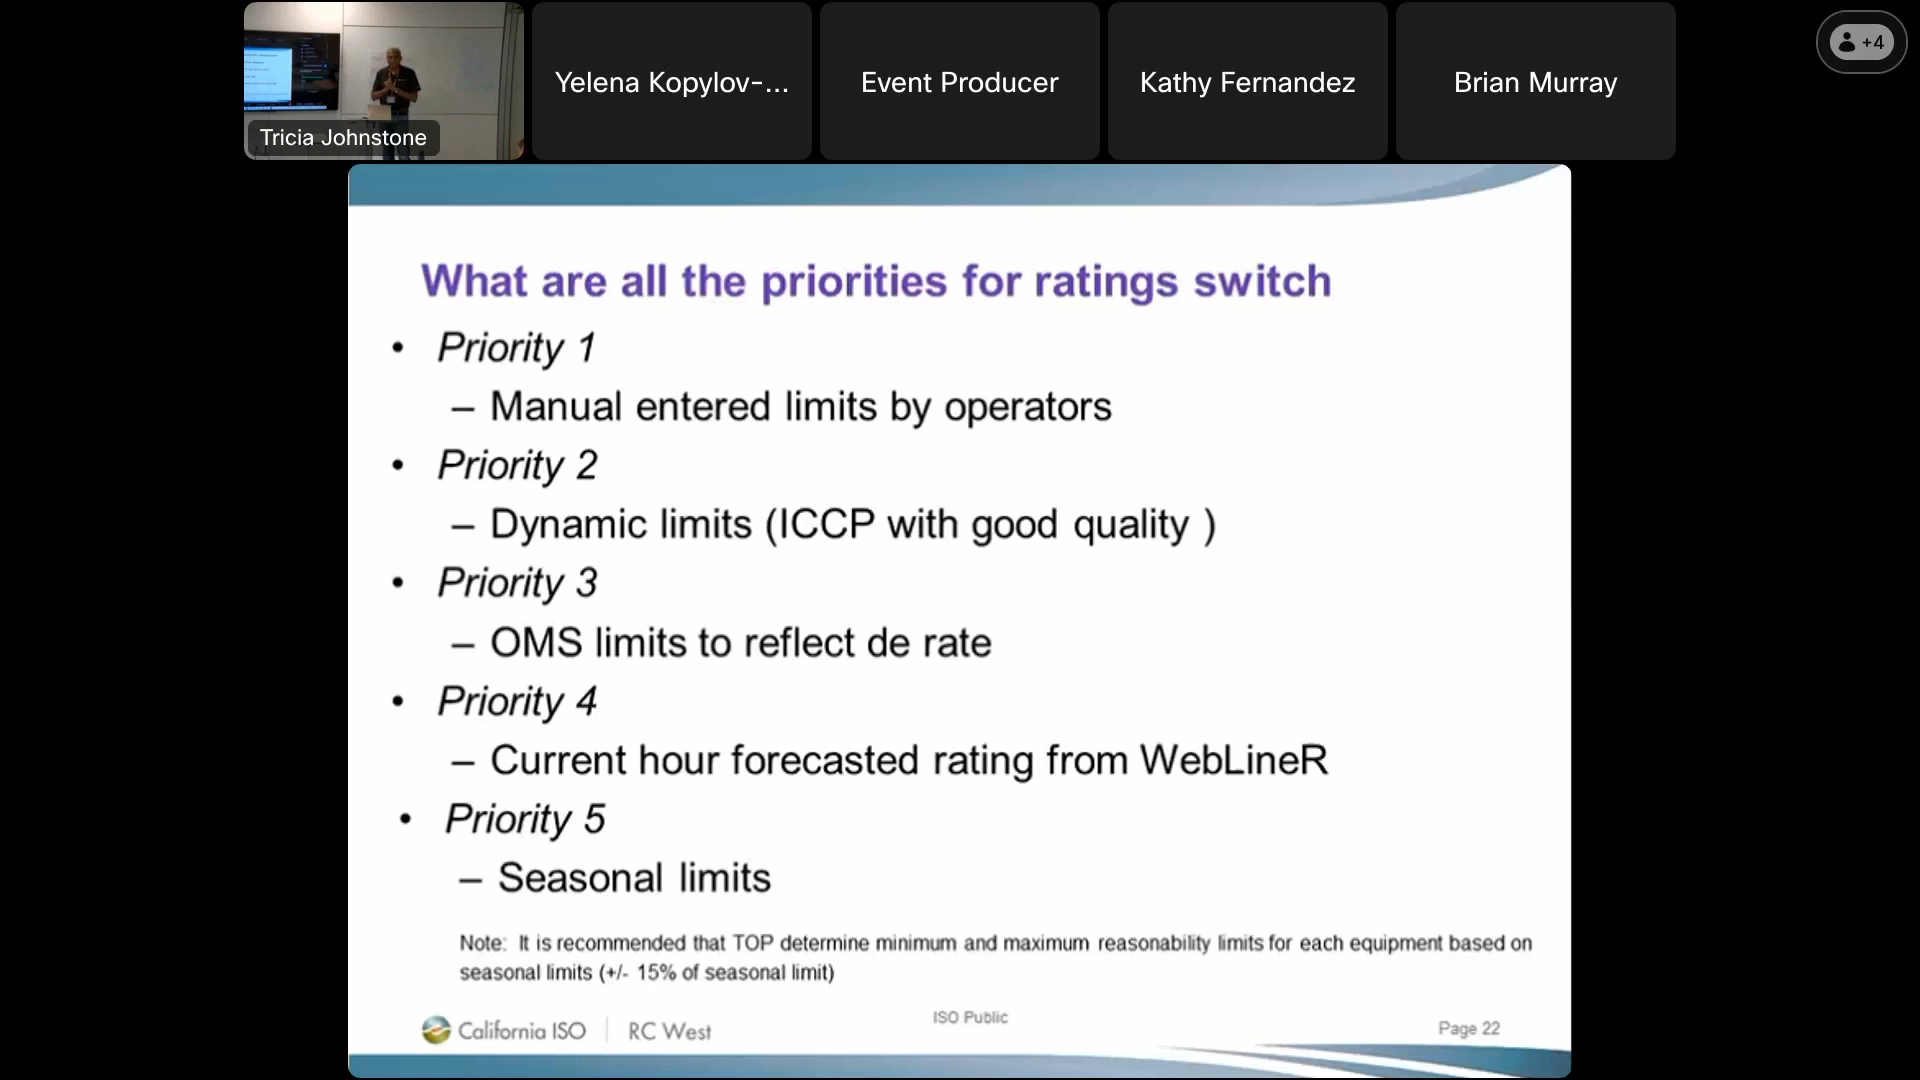 Tricia Johnstone
Yelena Kopylov-...
Event Producer
Kathy Fernandez
Brian Murray
+4
What are all the priorities for ratings switch
• Priority 1
– Manual entered limits by operators
• Priority 2
– Dynamic limits (ICCP with good quality )
• Priority 3
– OMS limits to reflect de rate
• Priority 4
– Current hour forecasted rating from WebLineR
• Priority 5
– Seasonal limits
Note: It is recommended that TOP determine minimum and maximum reasonability limits for each equipment based on
seasonal limits (+/- 15% of seasonal limit)
California ISO | RC West
ISO Public
Page 22